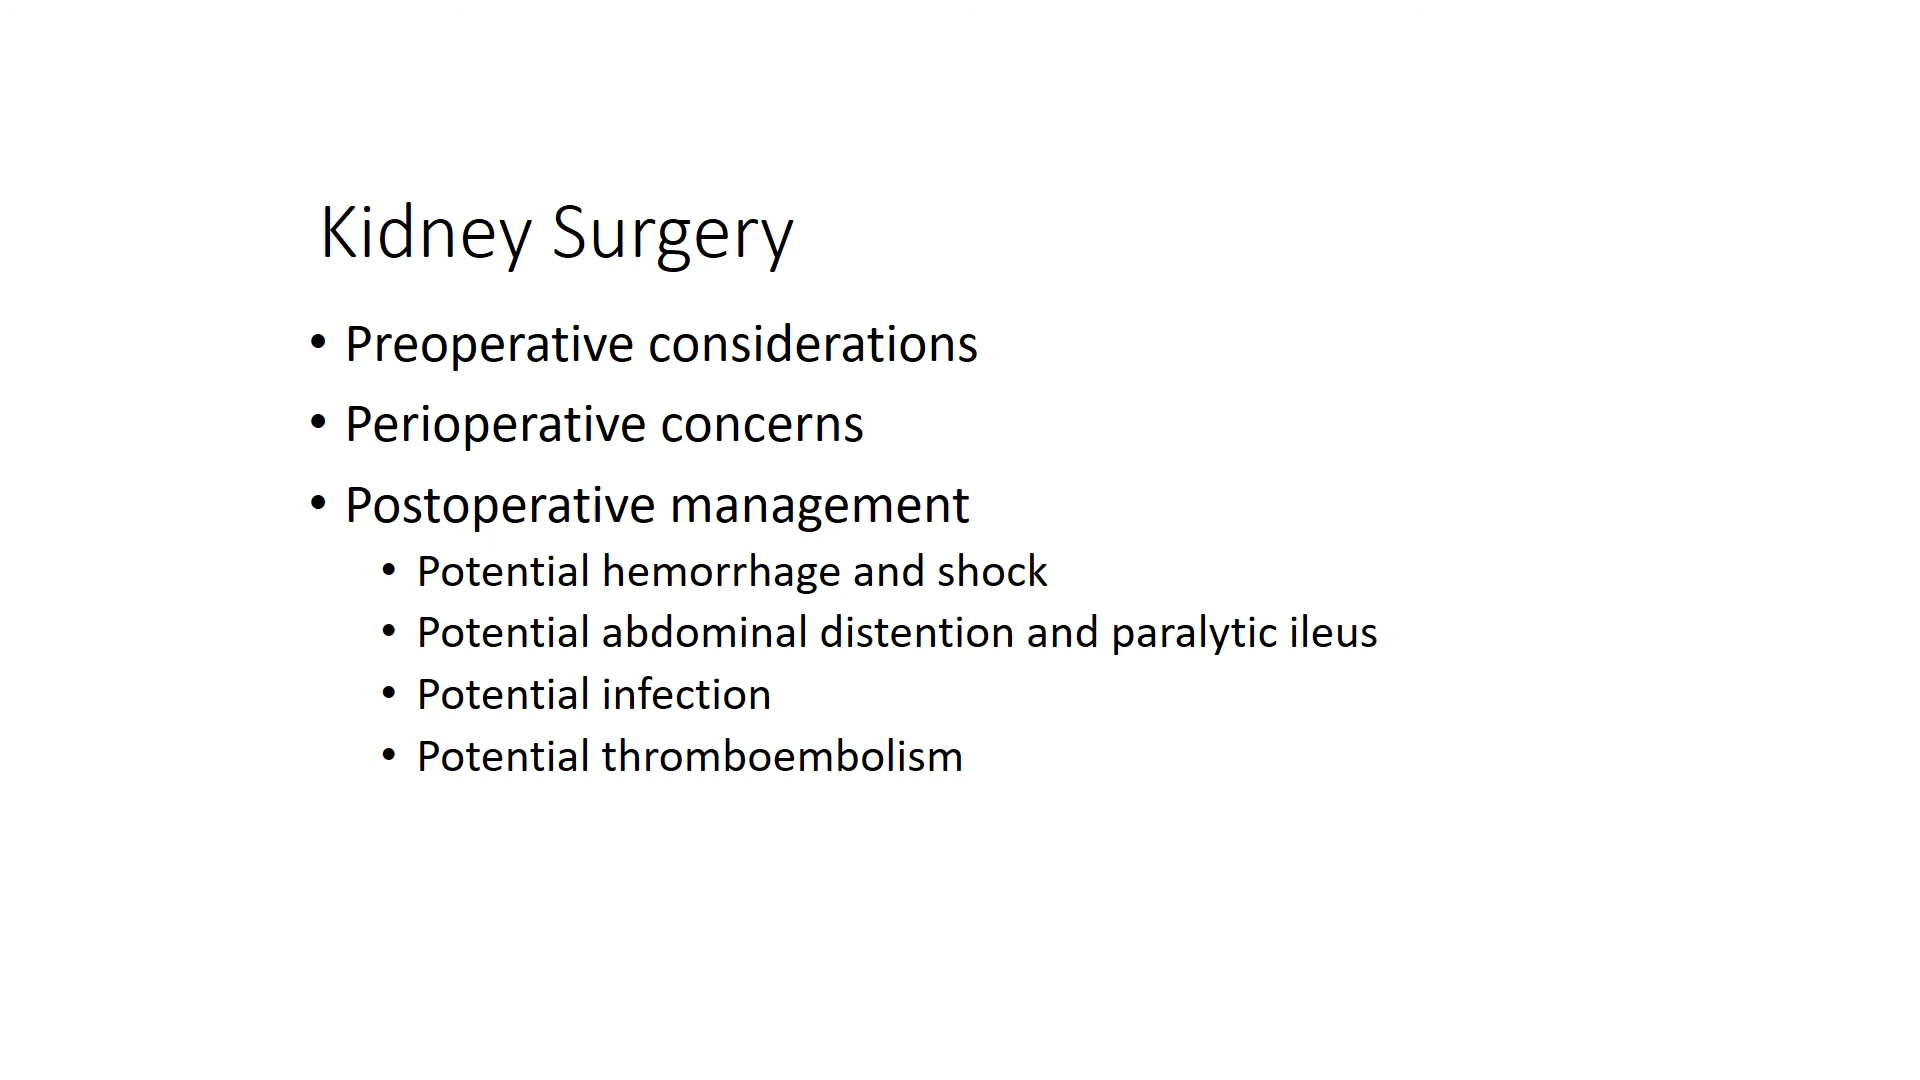 Kidney Surgery
• Preoperative considerations
• Perioperative concerns
• Postoperative management
• Potential hemorrhage and shock
• Potential abdominal distention and paralytic ileus
• Potential infection
• Potential thromboembolism